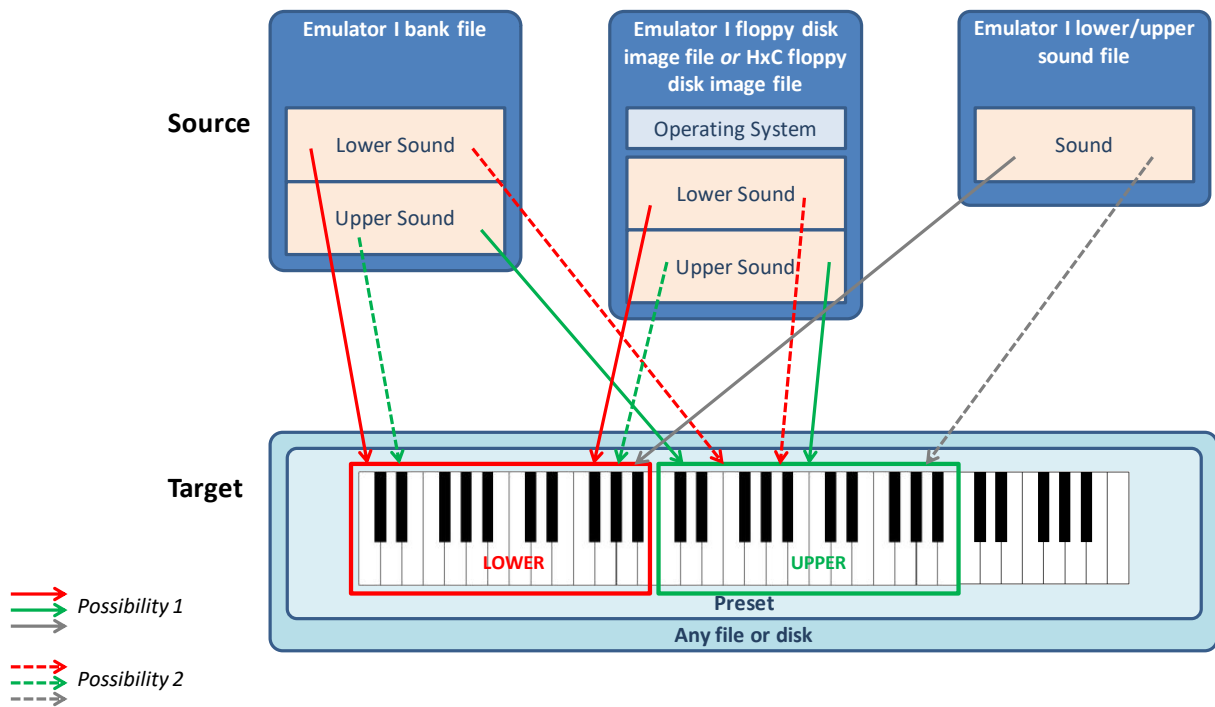 Emulator I bank file
Emulator I floppy disk
image file or HxC floppy
disk image file
Emulator I lower/upper
sound file
Source
Operating System
Lower Sound
Upper Sound
Lower Sound
Upper Sound
Sound
Target
LOWER
UPPER
Preset
Any file or disk
Possibility 1
Possibility 2